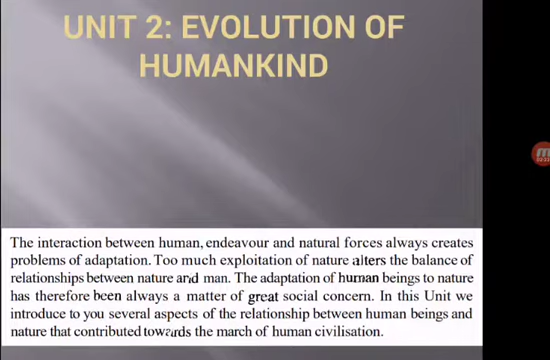 UNIT 2: EVOLUTION OF
HUMANKIND
The interaction between human, endeavour and natural forces always creates
problems of adaptation. Too much exploitation of nature alters the balance of
relationships between nature and man. The adaptation of human beings to nature
has therefore been always a matter of great social concern. In this Unit we
introduce to you several aspects of the relationship between human beings and
nature that contributed towards the march of human civilisation.